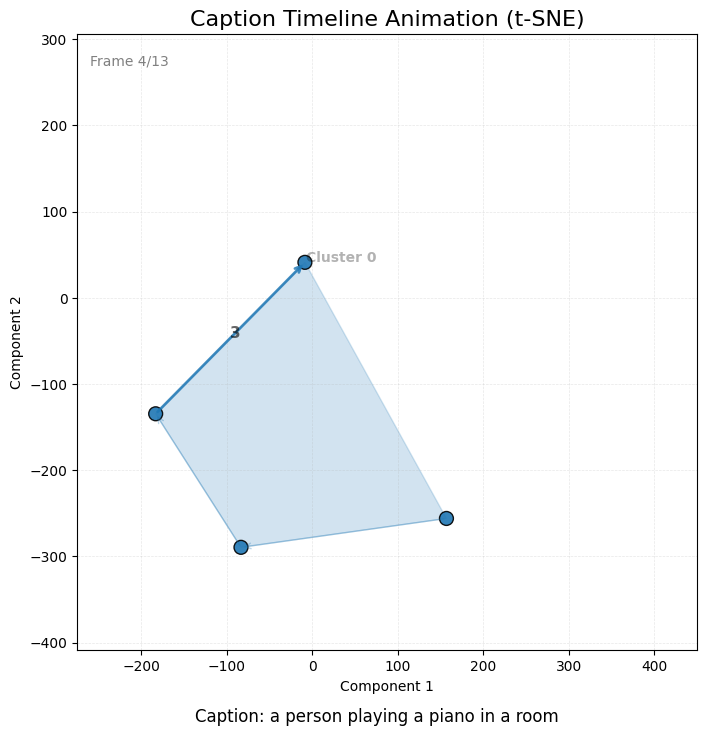 Caption Timeline Animation (t-SNE)
300
Frame 4/13
200
100
Cluster 0
0
3
−100
−200
−300
−400
Component 2
−200 −100 0 100 200 300 400
Component 1
Caption: a person playing a piano in a room